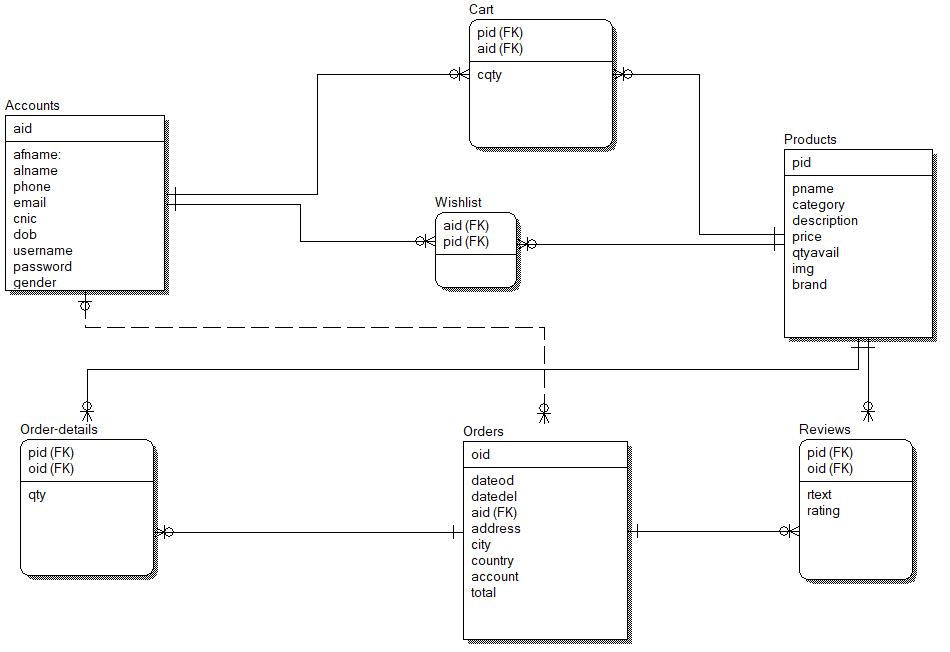 Cart
pid (FK)
aid (FK)
cqty
Accounts
aid
afname:
alname
phone
email
cnic
dob
username
password
gender
Wishlist
aid (FK)
pid (FK)
Products
pid
pname
category
description
price
qtyavail
img
brand
Order-details
pid (FK)
oid (FK)
qty
Orders
oid
dateod
datedel
aid (FK)
address
city
country
account
total
Reviews
pid (FK)
oid (FK)
rtext
rating